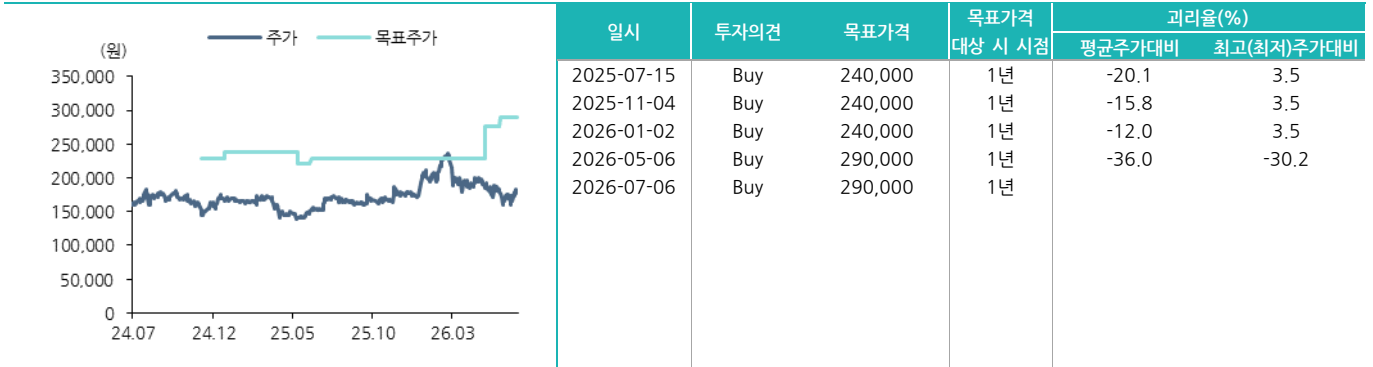 주가 목표주가
(원)
350,000
300,000
250,000
200,000
150,000
100,000
50,000
0
24.07 24.12 25.05 25.10 26.03
일시 투자의견 목표가격 목표가격 대상 시 시점 괴리율(%)
평균주가대비 최고(최저)주가대비
2025-07-15 Buy 240,000 1년 -20.1 3.5
2025-11-04 Buy 240,000 1년 -15.8 3.5
2026-01-02 Buy 240,000 1년 -12.0 3.5
2026-05-06 Buy 290,000 1년 -36.0 -30.2
2026-07-06 Buy 290,000 1년